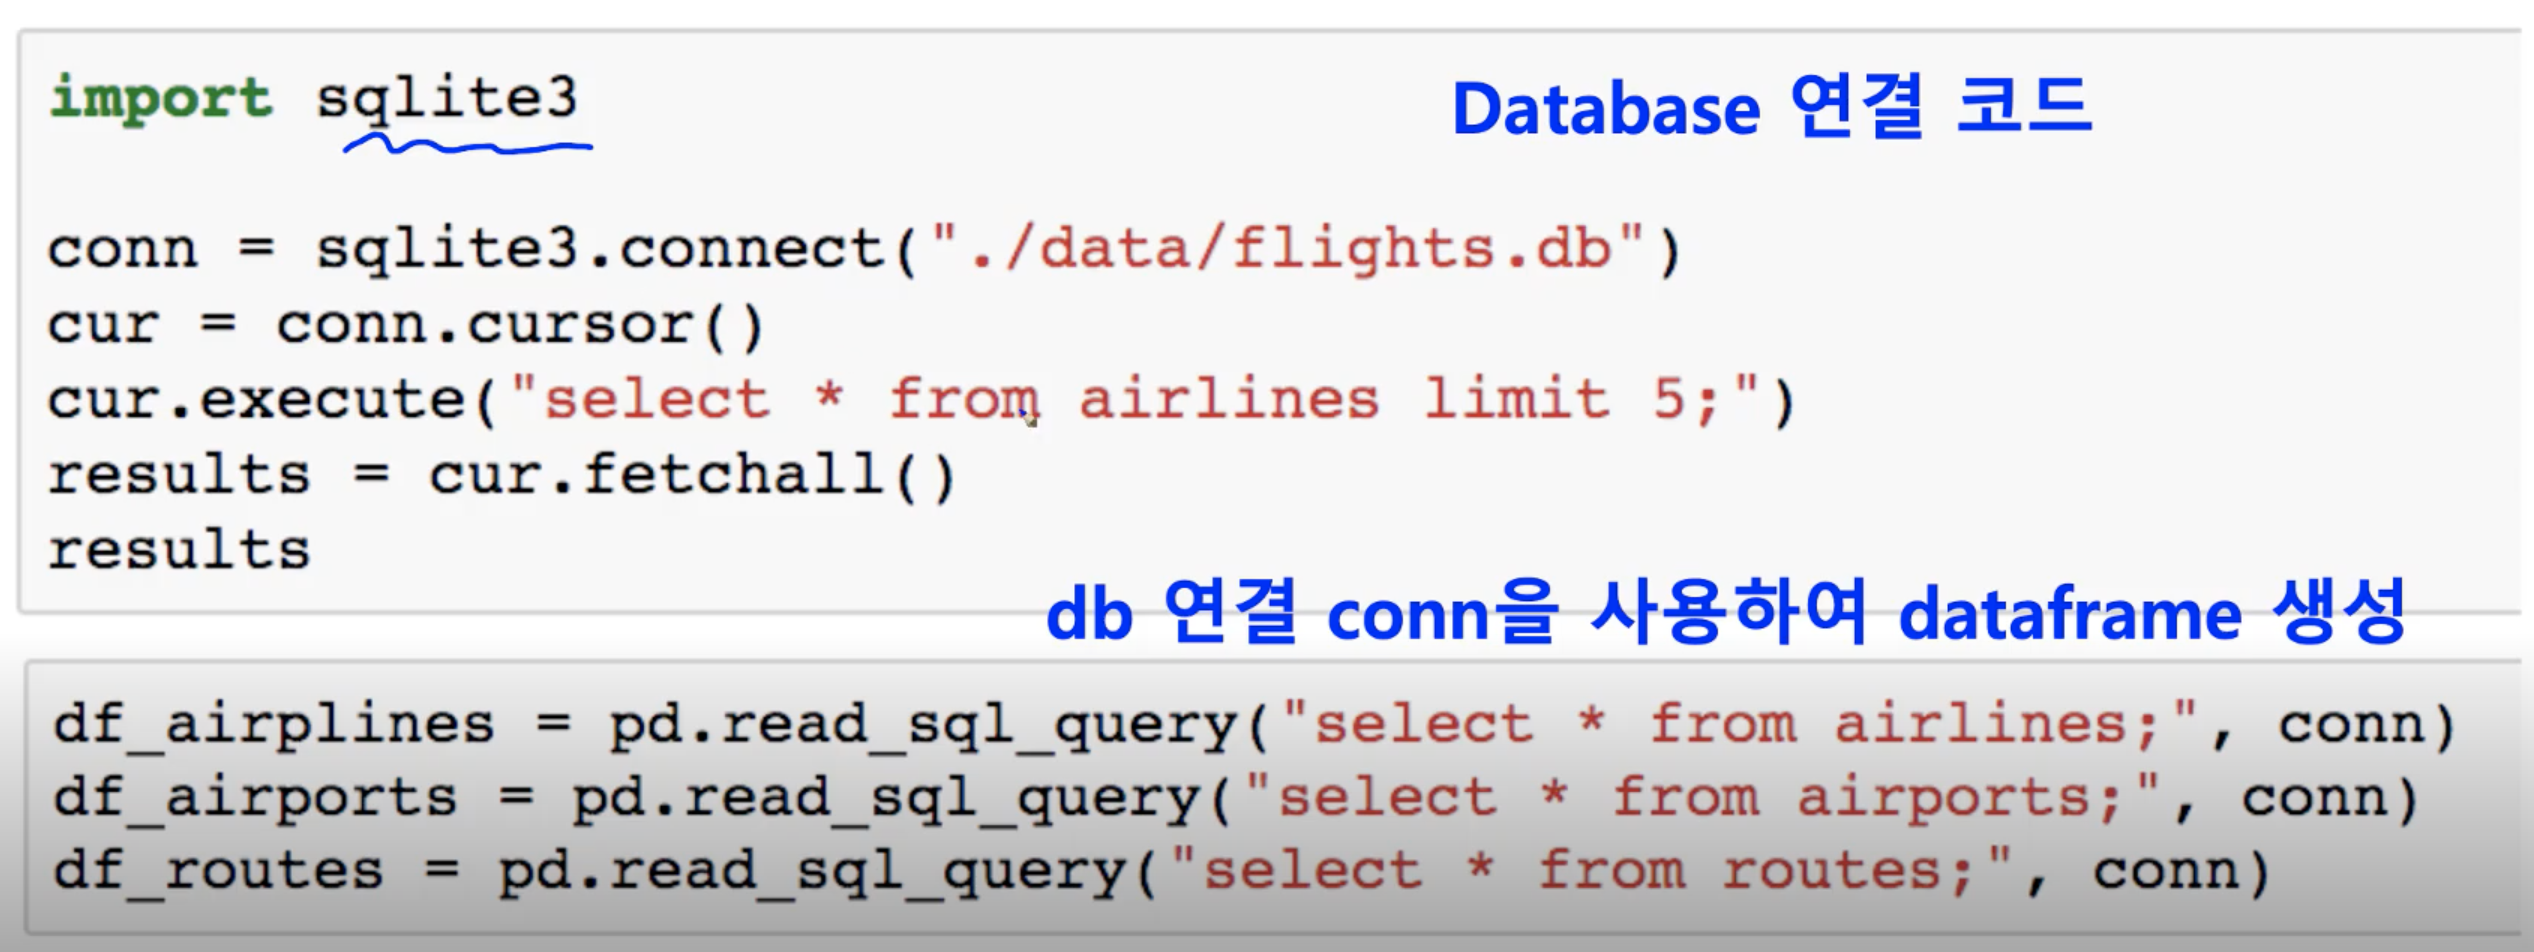 import sqlite3
Database 연결 코드
conn = sqlite3.connect("./data/flights.db")
cur = conn.cursor()
cur.execute("select * from airlines limit 5;")
results = cur.fetchall()
results
db 연결 conn을 사용하여 dataframe 생성
df_airplines = pd.read_sql_query("select * from airlines;", conn)
df_airports = pd.read_sql_query("select * from airports;", conn)
df_routes = pd.read_sql_query("select * from routes;", conn)